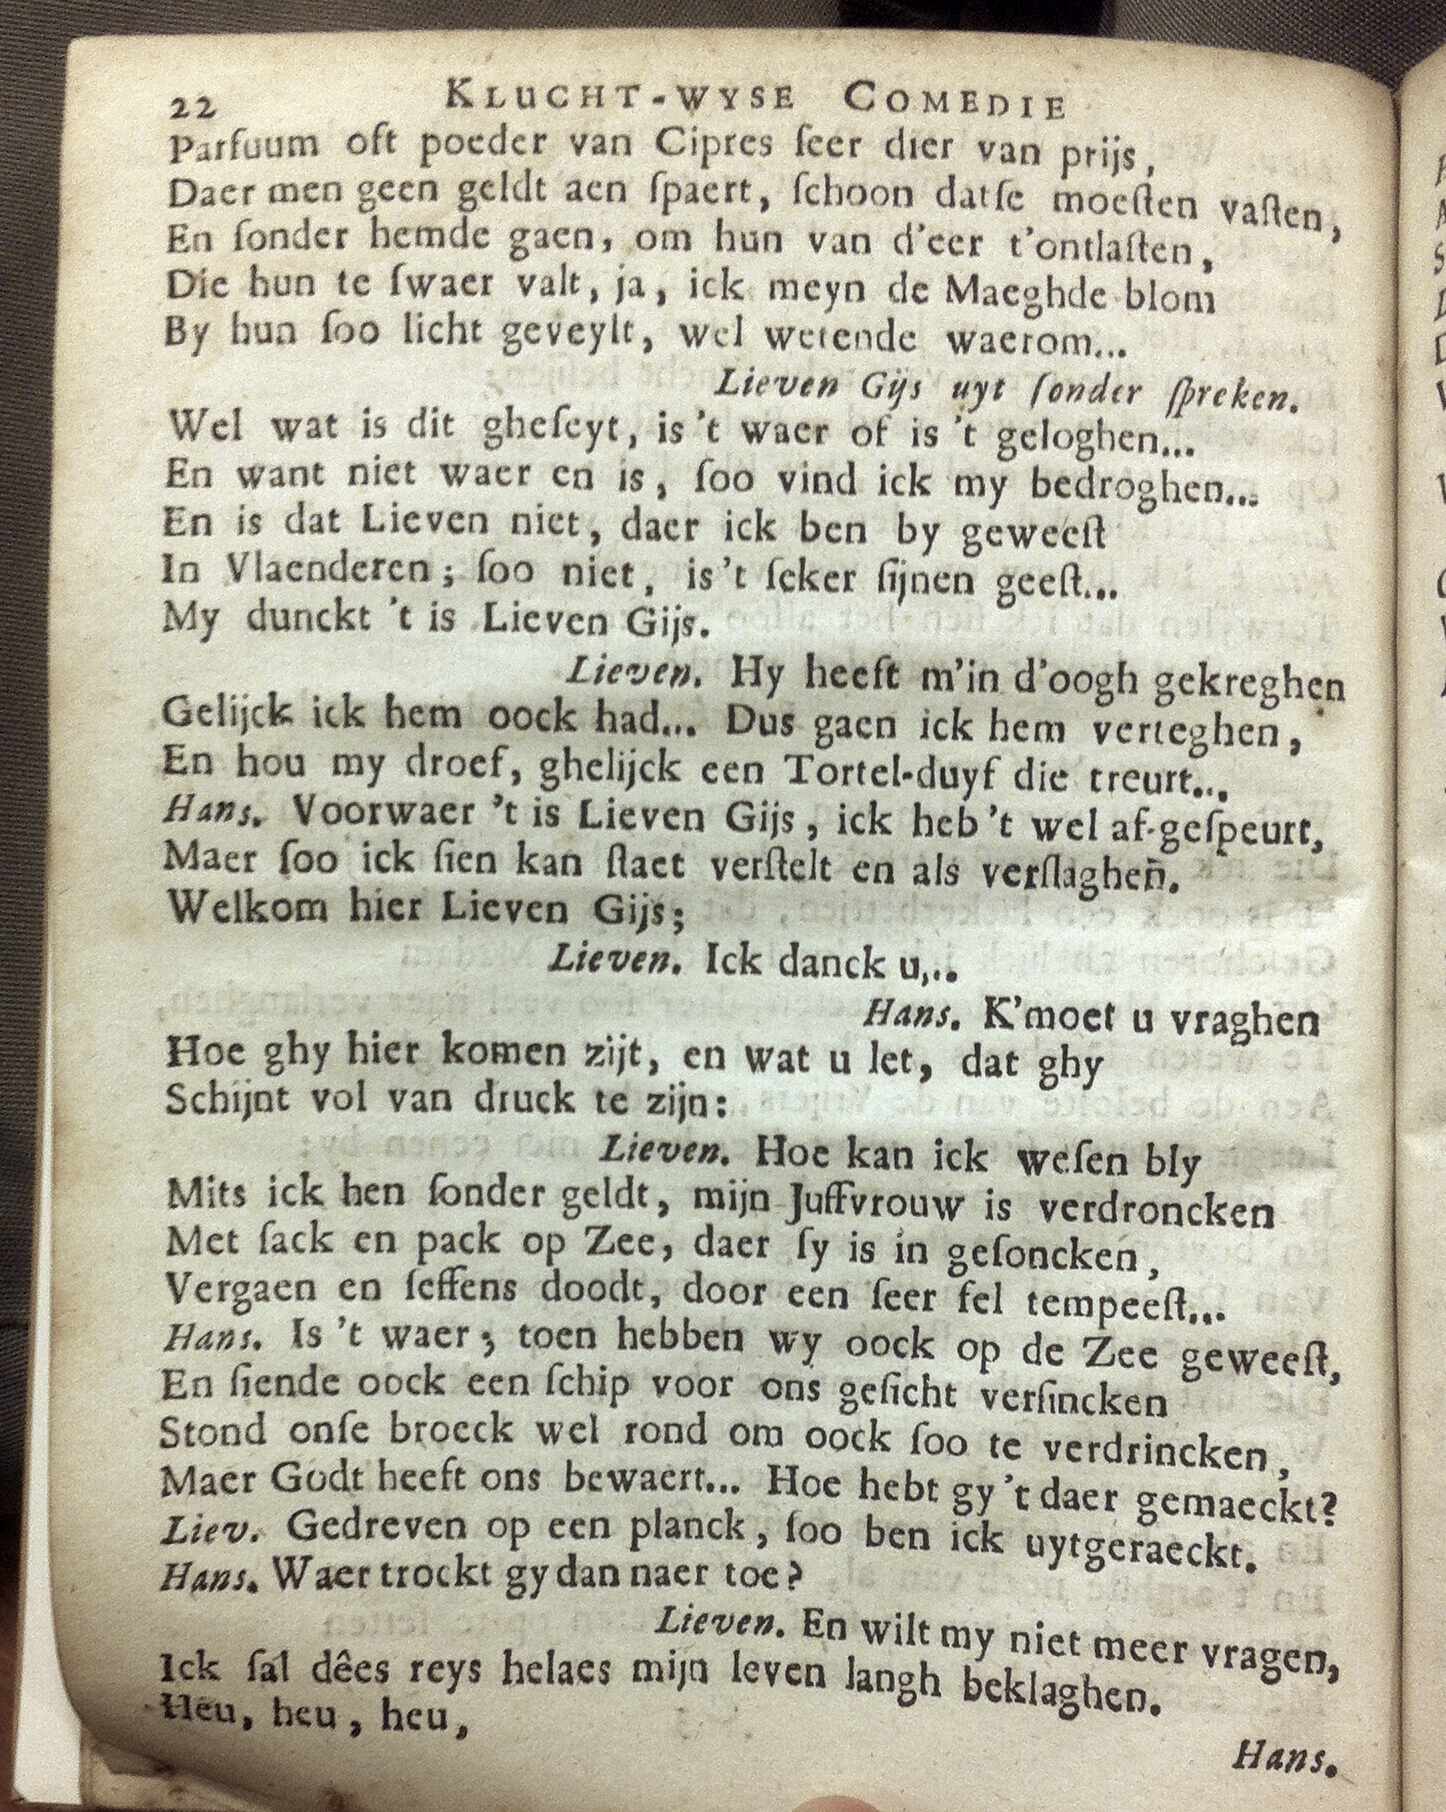 22 KLUCHT-WYSE COMEDIE
Parfuum oft poeder van Cipres ſeer dier van prijs,
Daer men geen geldt aen ſpaert, ſchoon datſe moeſten vaſten,
En ſonder hemde gaen, om hun van d'eer t'ontlaſten,
Die hun te ſwaer valt, ja, ick meyn de Maeghde blom
By hun ſoo licht geveylt, wel wetende waerom...
Lieven Gijs uyt ſonder ſpreken.
Wel wat is dit gheſeyt, is 't waer of is 't geloghen...
En want niet waer en is, ſoo vind ick my bedroghen...
En is dat Lieven niet, daer ick ben by geweeſt
In Vlaenderen; ſoo niet, is 't ſeker ſijnen geeſt...
My dunckt 't is Lieven Gijs.
Lieven. Hy heeft m'in d'oogh gekreghen
Gelijck ick hem oock had... Dus gaen ick hem verteghen,
En hou my droef, ghelijck een Tortel-duyf die treurt...
Hans. Voorwaer 't is Lieven Gijs, ick heb 't wel af-geſpeurt,
Maer ſoo ick ſien kan ſtaet verſtelt en als verſlagheñ.
Welkom hier Lieven Gijs;
Lieven. Ick danck u,..
Hans. K'moet u vraghen
Hoe ghy hier komen zijt, en wat u let, dat ghy
Schijnt vol van druck te zijn:
Lieven. Hoe kan ick weſen bly
Mits ick ben ſonder geldt, mijn Juffvrouw is verdroncken
Met ſack en pack op Zee, daer ſy is in geſoncken,
Vergaen en ſeffens doodt, door een ſeer fel tempeeſt...
Hans. Is 't waer; toen hebben wy oock op de Zee geweeſt,
En ſiende oock een ſchip voor ons geſicht verſincken
Stond onſe broeck wel rond om oock ſoo te verdrincken,
Maer Godt heeft ons bewaert... Hoe hebt gy 't daer gemaeckt?
Liev. Gedreven op een planck, ſoo ben ick uytgeraeckt.
Hans. Waer trockt gy dan naer toe?
Lieven. En wilt my niet meer vragen,
Ick ſal dêes reys helaes mijn leven langh beklaghen.
Heu, heu, heu,
Hans.